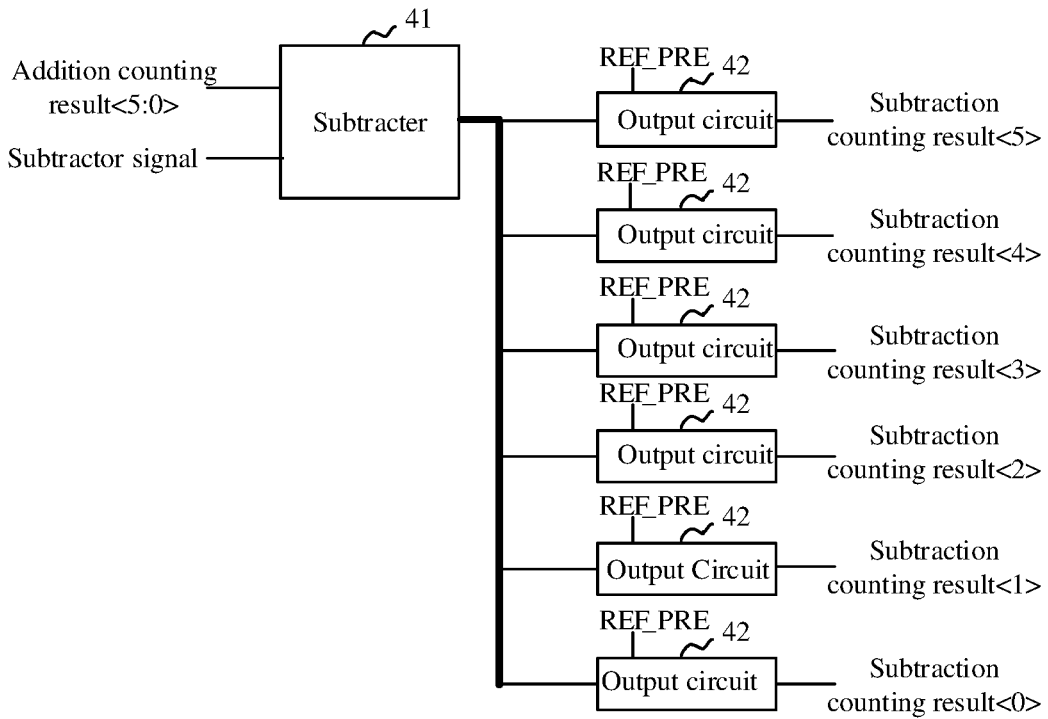 41
Addition counting
result<5:0>
Subtractor signal
Subtracter
REF_PRE
42
Output circuit
Subtraction
counting result<5>
REF_PRE
42
Output circuit
Subtraction
counting result<4>
REF_PRE
42
Output circuit
Subtraction
counting result<3>
REF_PRE
42
Output circuit
Subtraction
counting result<2>
REF_PRE
42
Output Circuit
Subtraction
counting result<1>
REF_PRE
42
Output circuit
Subtraction
counting result<0>